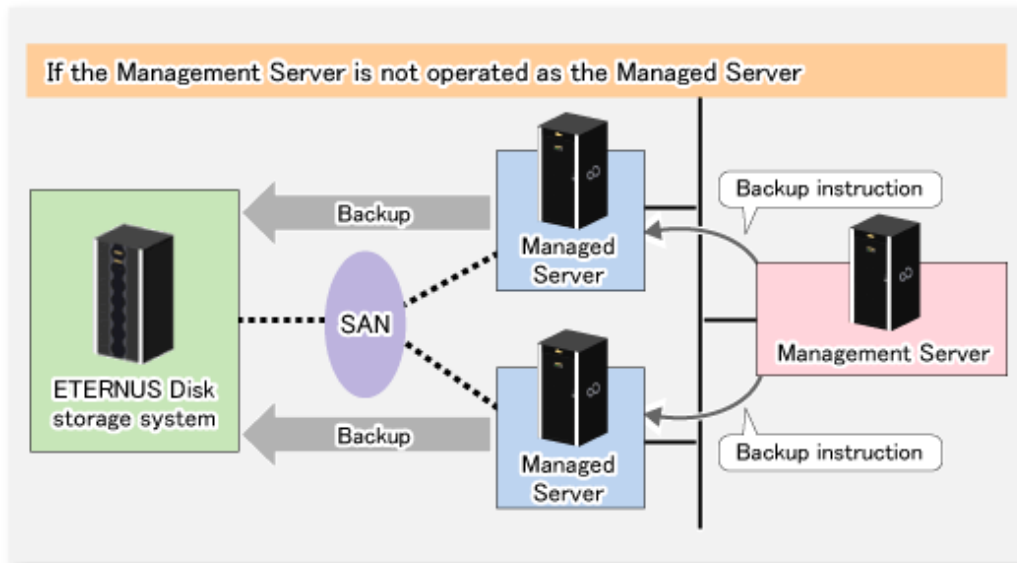 If the Management Server is not operated as the Managed Server
Backup instruction
Backup
Managed
Server
SAN
Management Server
ETERNUS Disk
storage system
Backup
Managed
Server
Backup instruction